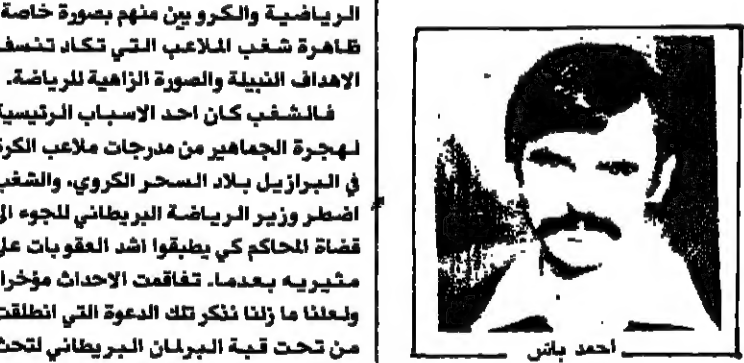 الرياضية والكرويين منهم بصورة خاصة
ظاهرة شغب الملاعب التي تكاد تنسف
الاهداف النبيلة والصورة الزاهية للرياضة.
فالشغب كان احد الاسباب الرئيسية
لهجرة الجماهير من مدرجات ملاعب الكرة
في البرازيل بلاد السحر الكروي، والشغب
اضطر وزير الرياضة البريطاني للجوء الى
قضاة المحاكم كي يطبقوا اشد العقوبات على
مثيريه بعدما. تفاقمت الاحداث مؤخرا
ولعلنا ما زلنا نذكر تلك الدعوة التي انطلقت
من تحت قبة البرلمان البريطاني لتحث
احمد ياتي